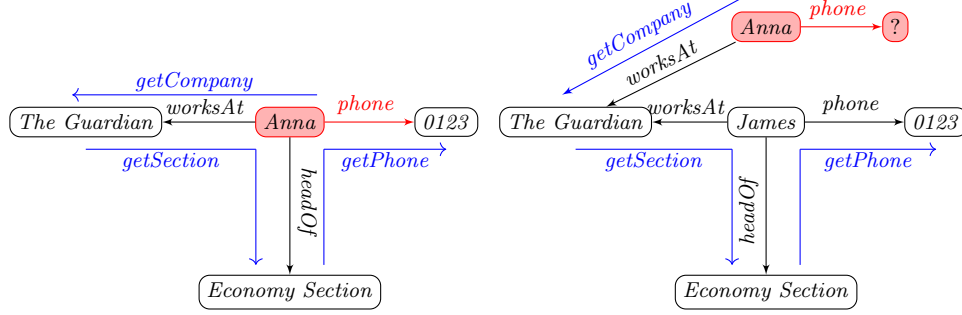 getCompany
worksAt
phone
The Guardian
Anna
0123
getSection
headOf
getPhone
Economy Section
getCompany
Anna
phone
?
worksAt
worksAt
phone
The Guardian
James
0123
getSection
headOf
getPhone
Economy Section